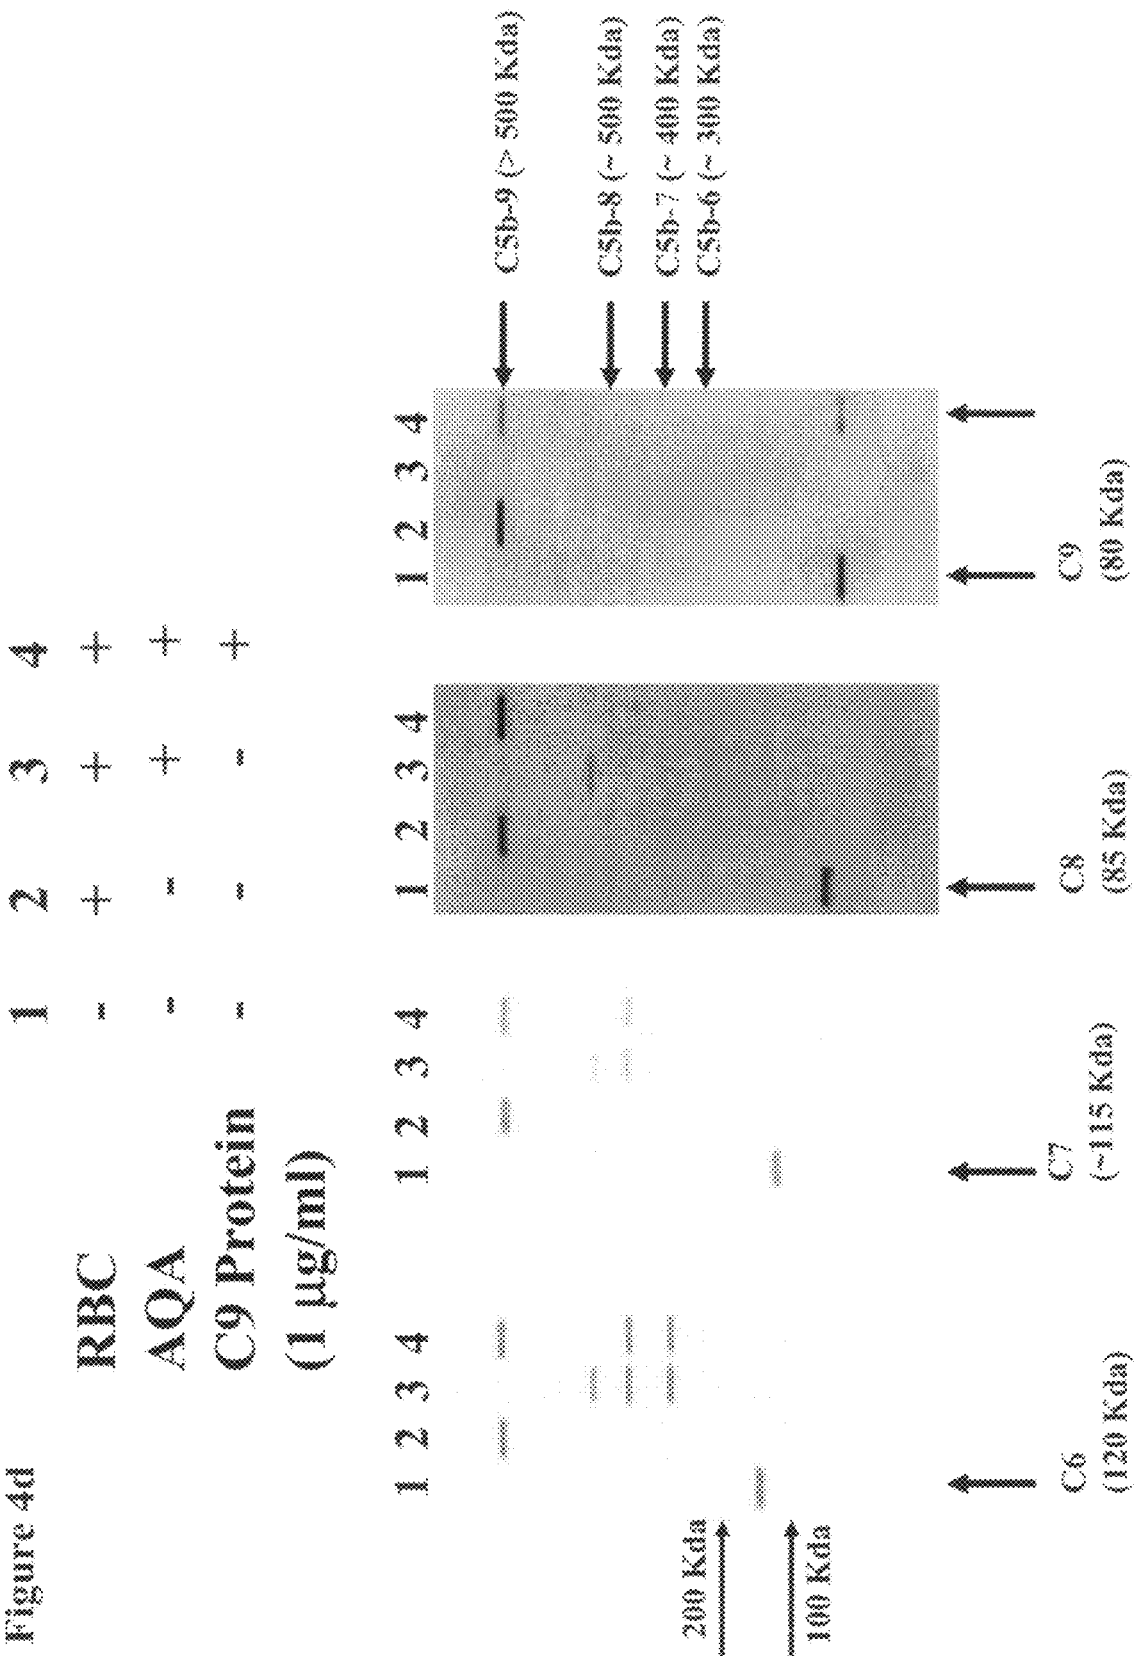 Figure 4d
1 2 3 4
RBC - + + +
AQA - - + +
C9 Protein - - - +
(1 μg/ml)
1 2 3 4 1 2 3 4 1 2 3 4 1 2 3 4
C5b-9 (> 500 Kda)
C5b-8 (~ 500 Kda)
C5b-7 (~ 400 Kda)
C5b-6 (~ 300 Kda)
200 Kda
100 Kda
C6 C7 C8 C9
(120 Kda) (~115 Kda) (85 Kda) (80 Kda)